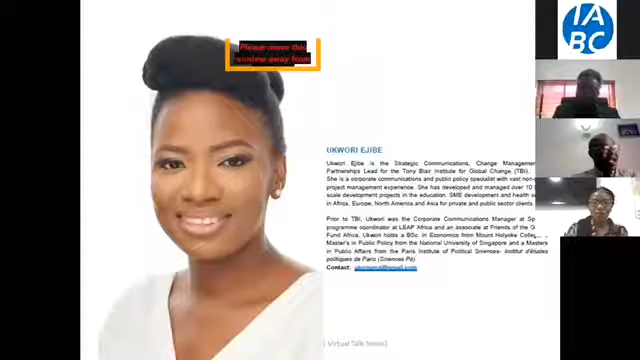 Please move this
window away from
IA
BC
UKWORI EJIBE
Ukwori Ejibe is the Strategic Communications, Change Managemen
Partnerships Lead for the Tony Blair Institute for Global Change (TBI).
She is a corporate communications and public policy specialist with vast non-
project management experience. She has developed and managed over 10
scale development projects in the education, SME development and health s
in Africa, Europe, North America and Asia for private and public sector clients.
Prior to TBI, Ukwori was the Corporate Communications Manager at Sp
programme coordinator at LEAP Africa and an associate at Friends of the G
Fund Africa. Ukwori holds a BSc. in Economics from Mount Holyoke Colleg
Master's in Public Policy from the National University of Singapore and a Masters
in Public Affairs from the Paris Institute of Political Sciences- Institut d'études
politiques de Paris (Sciences Po)
Contact:
Virtual Talk Series)